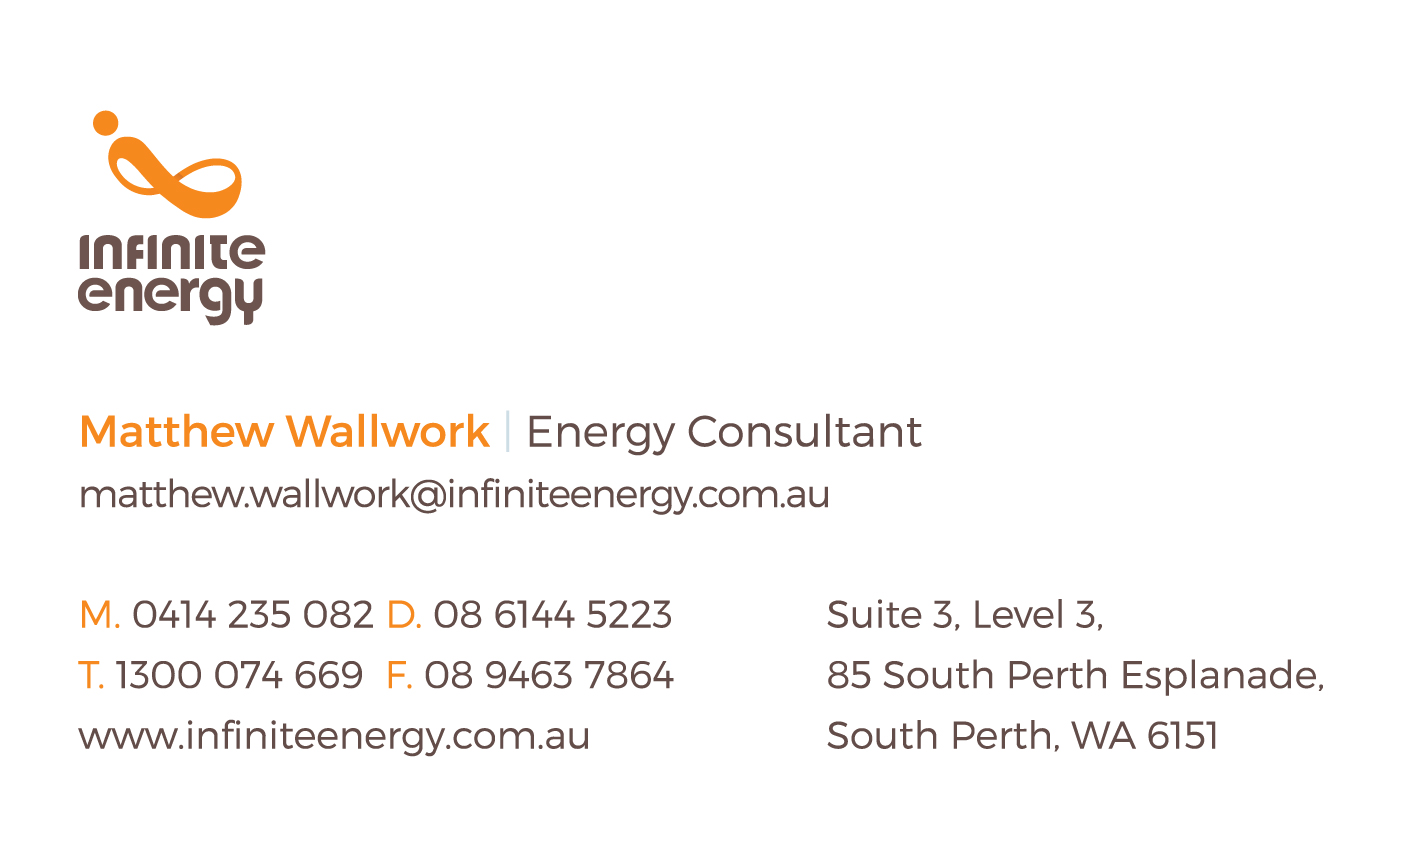 infinite
energy
Matthew Wallwork | Energy Consultant
matthew.wallwork@infiniteenergy.com.au
M. 0414 235 082 D. 08 6144 5223
T. 1300 074 669 F. 08 9463 7864
www.infiniteenergy.com.au
Suite 3, Level 3,
85 South Perth Esplanade,
South Perth, WA 6151